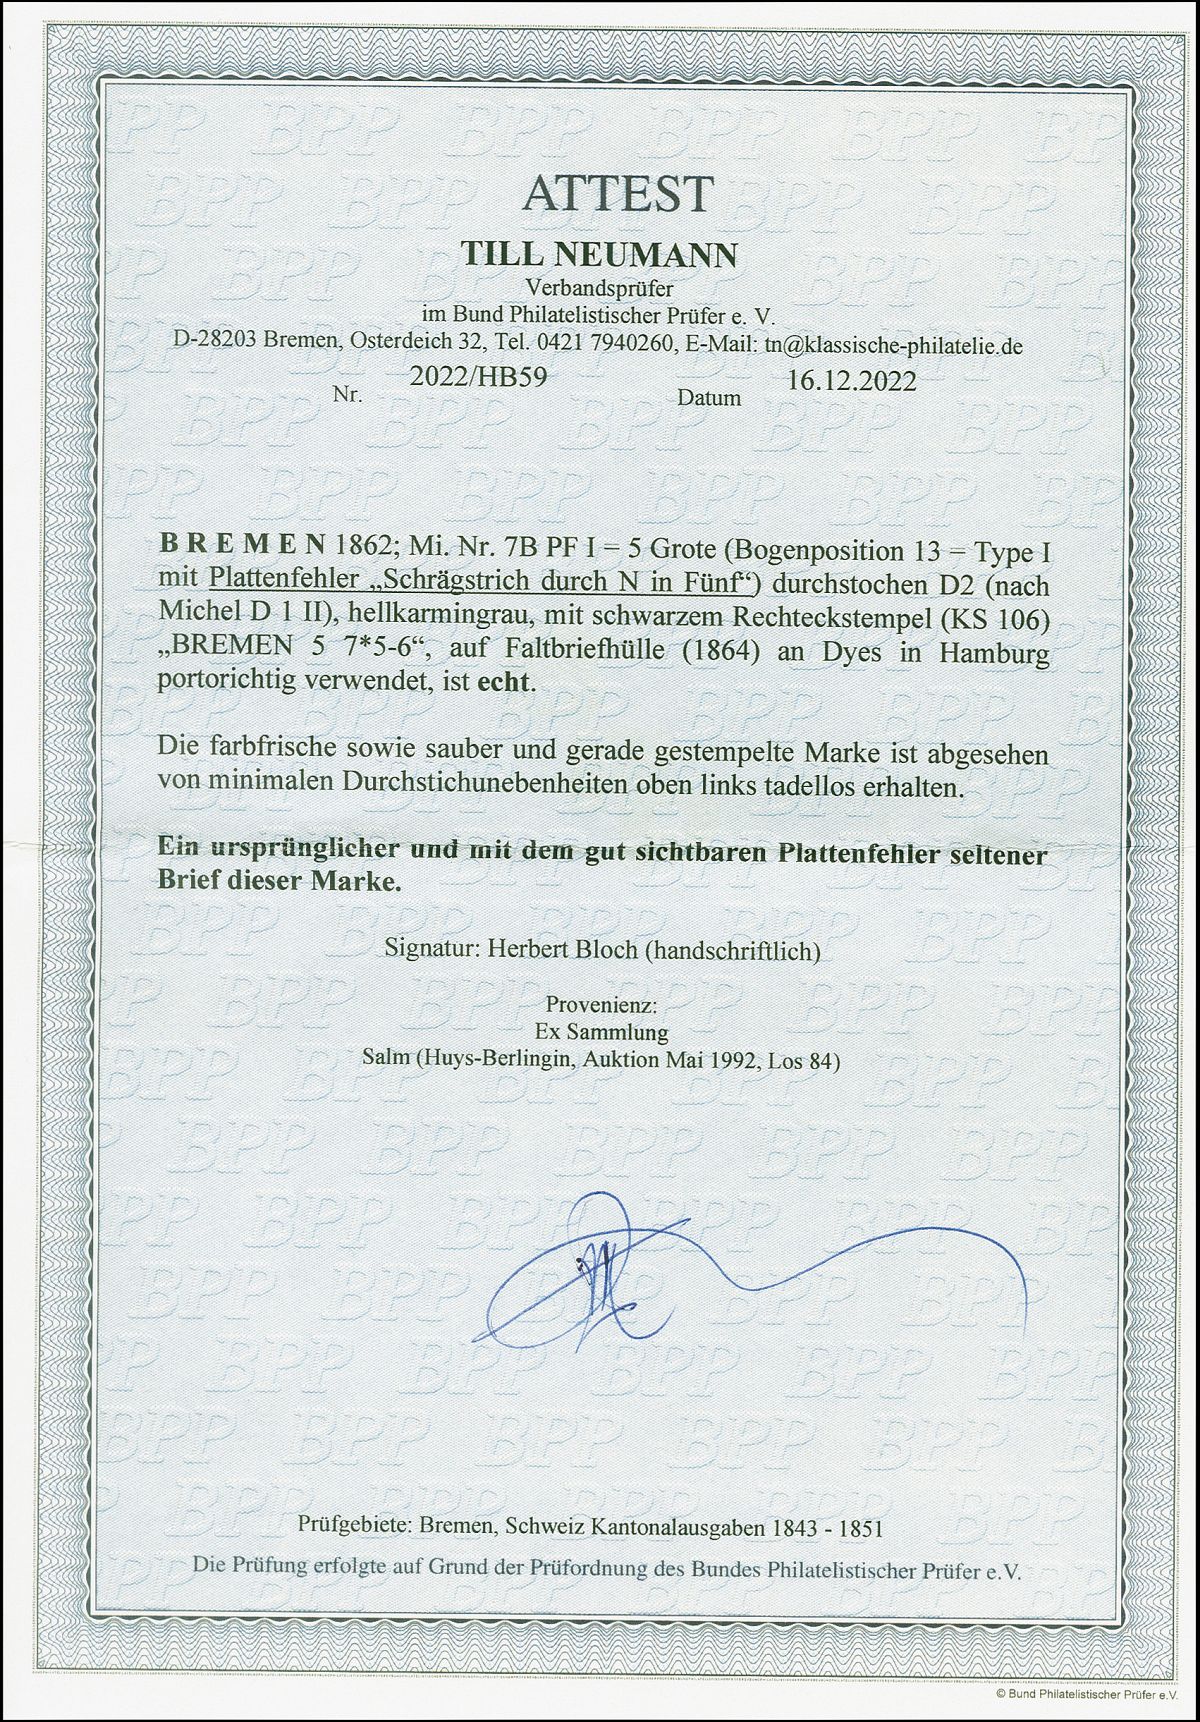 ATTEST
TILL NEUMANN
Verbandsprüfer
im Bund Philatelistischer Prüfer e. V.
D-28203 Bremen, Osterdeich 32, Tel. 0421 7940260, E-Mail: tn@klassische-philatelie.de
Nr. 2022/HB59 Datum 16.12.2022
B R E M E N 1862; Mi. Nr. 7B PF I = 5 Grote (Bogenposition 13 – Type I
mit Plattenfehler „Schrägstrich durch N in Fünf“) durchstochen D2 (nach
Michel D 1 II), hellkarmingrau, mit schwarzem Rechteckstempel (KS 106)
„BREMEN 5 7*5-6“, auf Faltbriefhülle (1864) an Dyes in Hamburg
portorichtig verwendet, ist echt.
Die farbfrische sowie sauber und gerade gestempelte Marke ist abgesehen
von minimalen Durchstichunebenheiten oben links tadellos erhalten.
Ein ursprünglicher und mit dem gut sichtbaren Plattenfehler seltener
Brief dieser Marke.
Signatur: Herbert Bloch (handschriftlich)
Provenienz:
Ex Sammlung
Salm (Huys-Berlingin, Auktion Mai 1992, Los 84)
Prüfgebiete: Bremen, Schweiz Kantonalausgaben 1843 - 1851
Die Prüfung erfolgte auf Grund der Prüfordnung des Bundes Philatelistischer Prüfer e.V.
© Bund Philatelistischer Prüfer e.V.